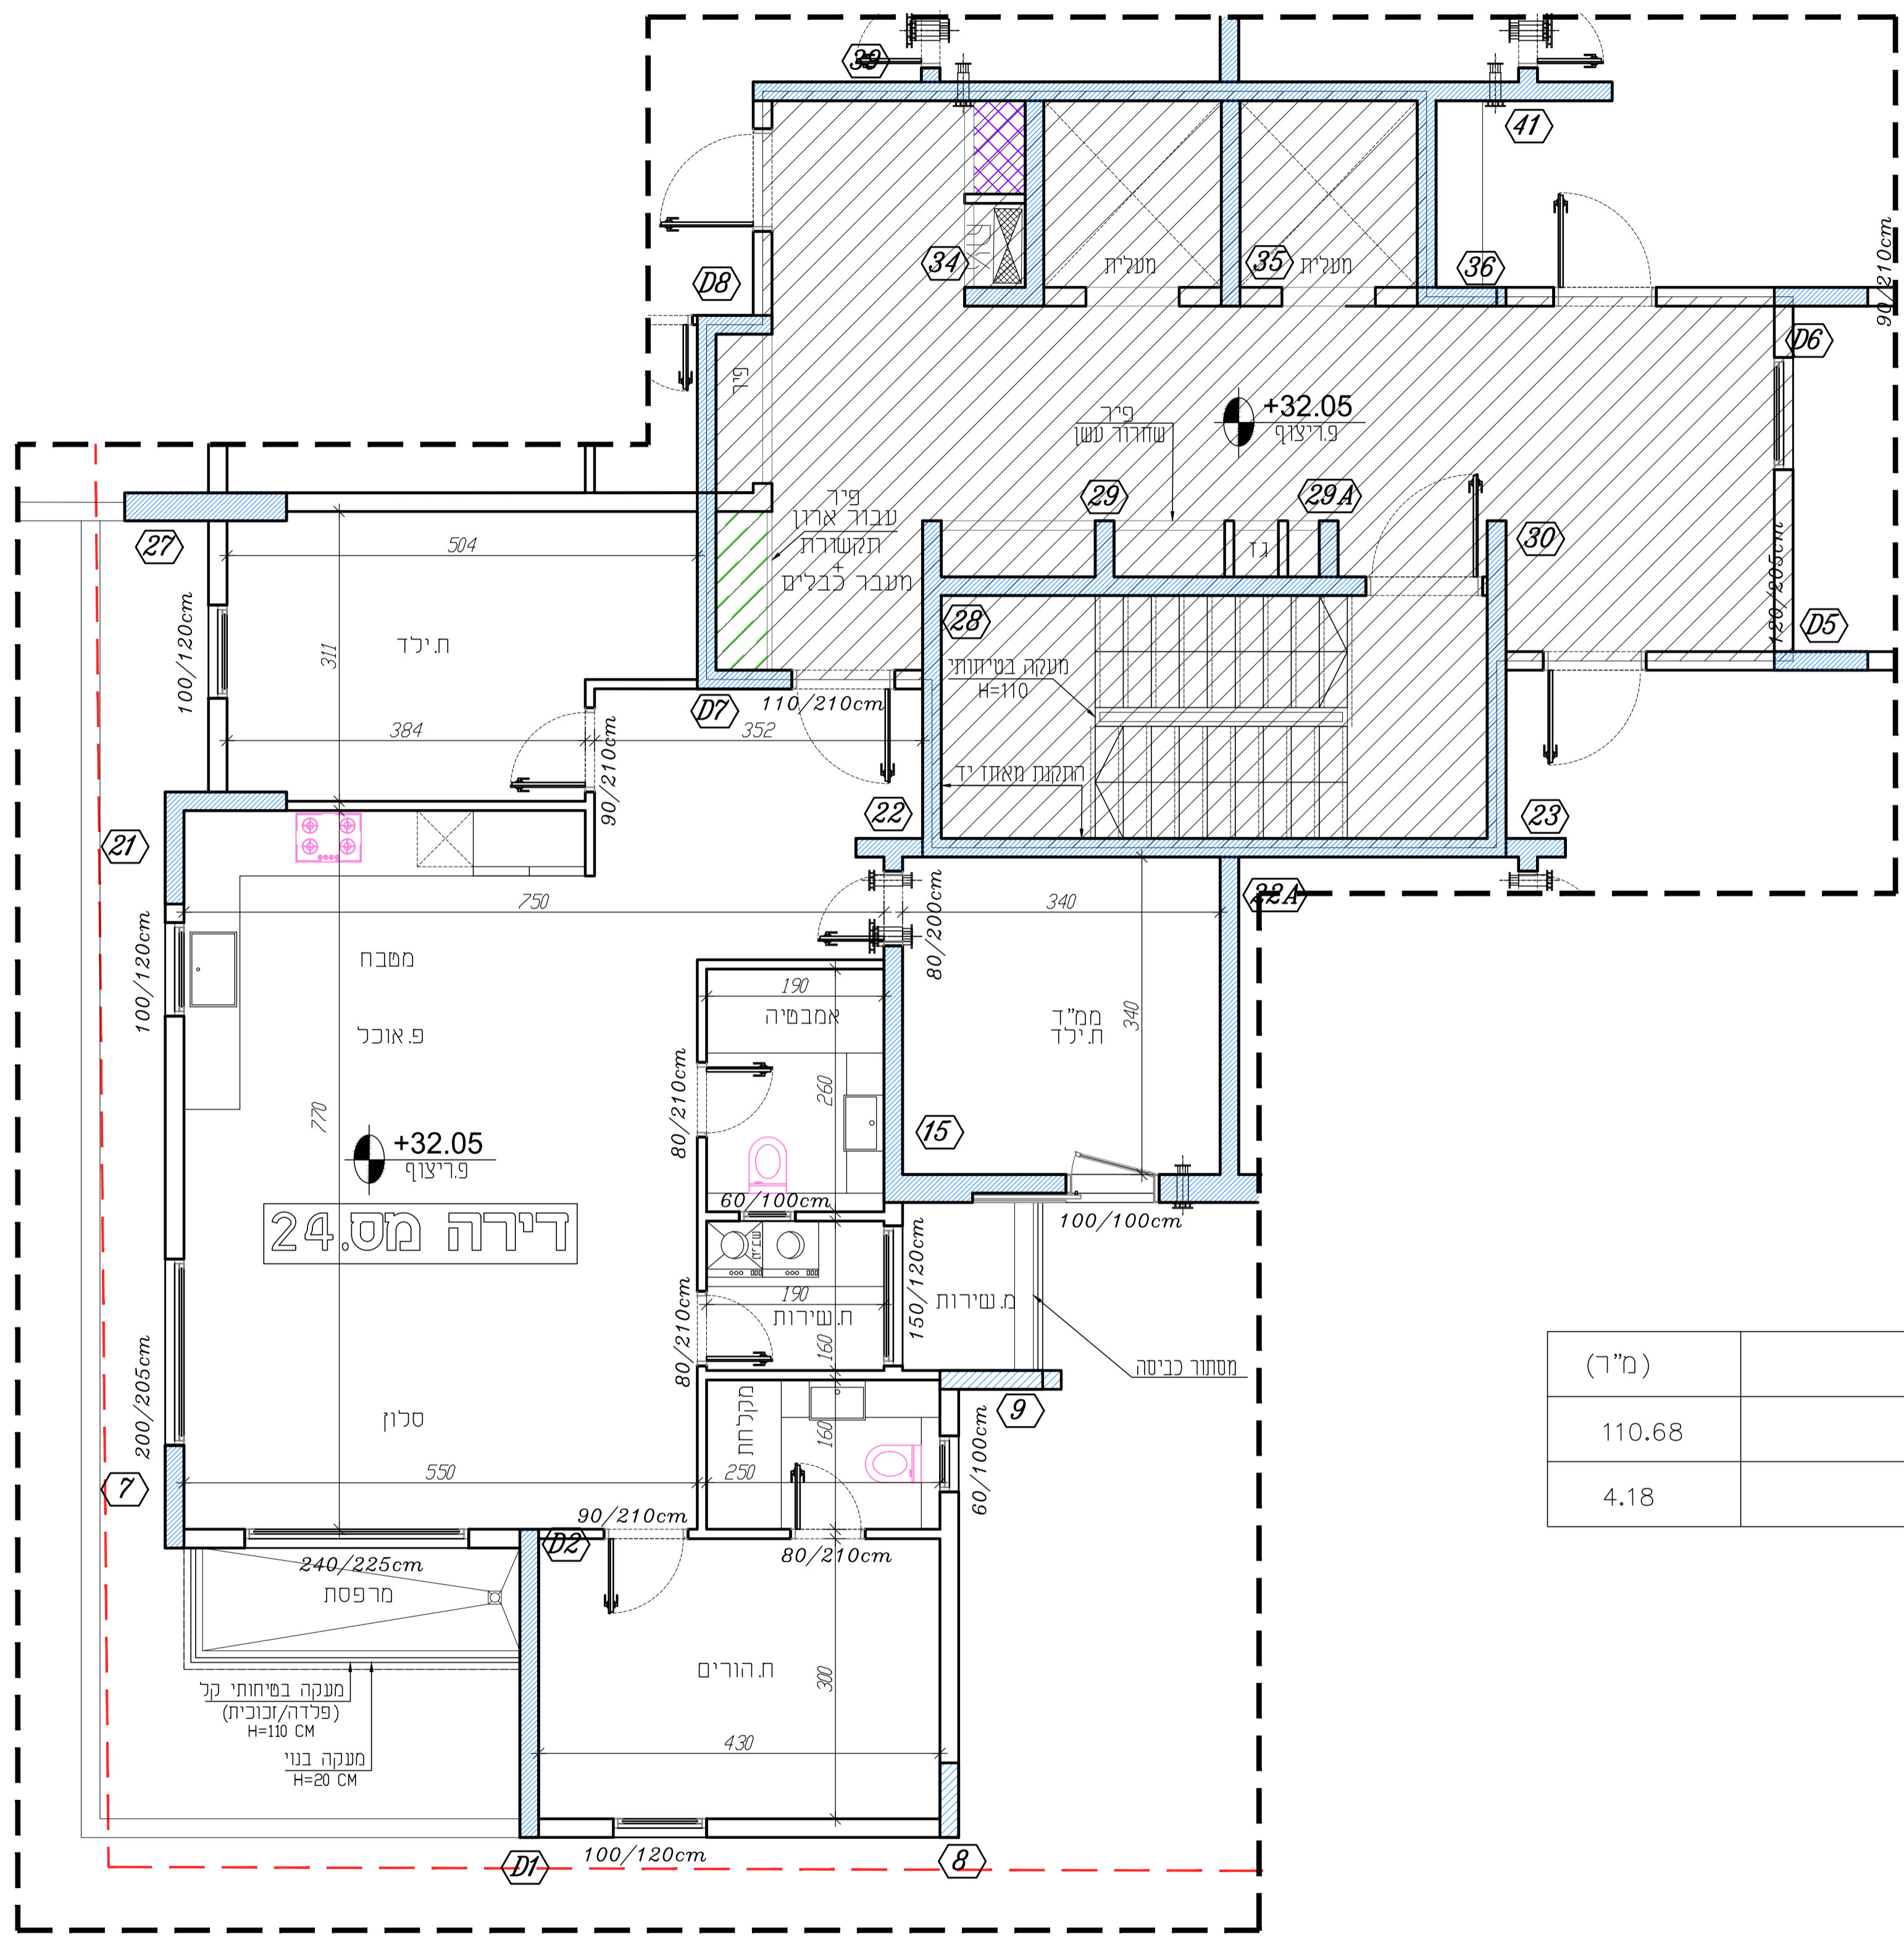 39
41
D8
34
מעלית
35
מעלית
36
90/210cm
D6
פיר
פיר
שחרור עשן
+32.05
פ.ריצוף
27
504
פיר
עבור ארון
תקשורת
+
מעבר כבלים
29
29A
גז
30
120/205cm
D5
100/120cm
311
ח.ילד
28
מעקה בטיחותי
H=110
D7
110/210cm
384
352
90/210cm
התקנת מאחז יד
21
22
23
750
80/200cm
340
22A
100/120cm
מטבח
פ.אוכל
190
אמבטיה
ממ"ד
ח.ילד
340
770
+32.05
פ.ריצוף
80/210cm
260
15
דירה מס.24
60/100cm
100/100cm
200/205cm
80/210cm
190
ח.שירות
160
150/120cm
מ.שירות
מסתור כביסה
(מ"ר)
110.68
4.18
סלון
מקלחת
160
9
7
550
250
60/100cm
90/210cm
D2
80/210cm
240/225cm
מרפסת
ח.הורים
300
מעקה בטיחותי קל
(פלדה/זכוכית)
H=110 CM
מעקה בנוי
H=20 CM
430
100/120cm
D1
8